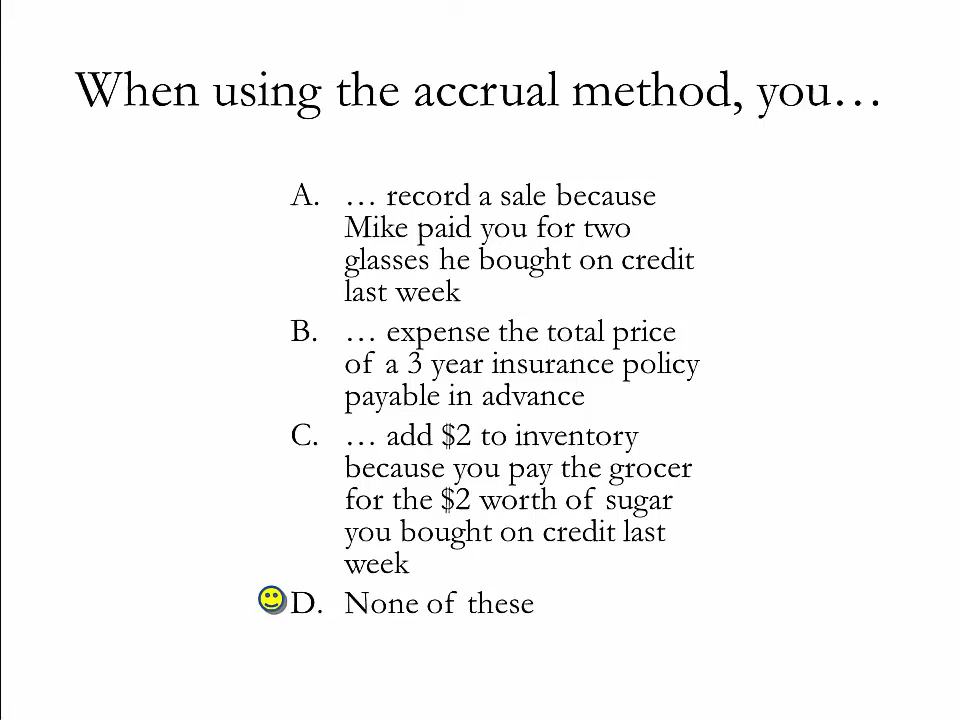 When using the accrual method, you…
A. … record a sale because
Mike paid you for two
glasses he bought on credit
last week
B. … expense the total price
of a 3 year insurance policy
payable in advance
C. … add $2 to inventory
because you pay the grocer
for the $2 worth of sugar
you bought on credit last
week
D. None of these